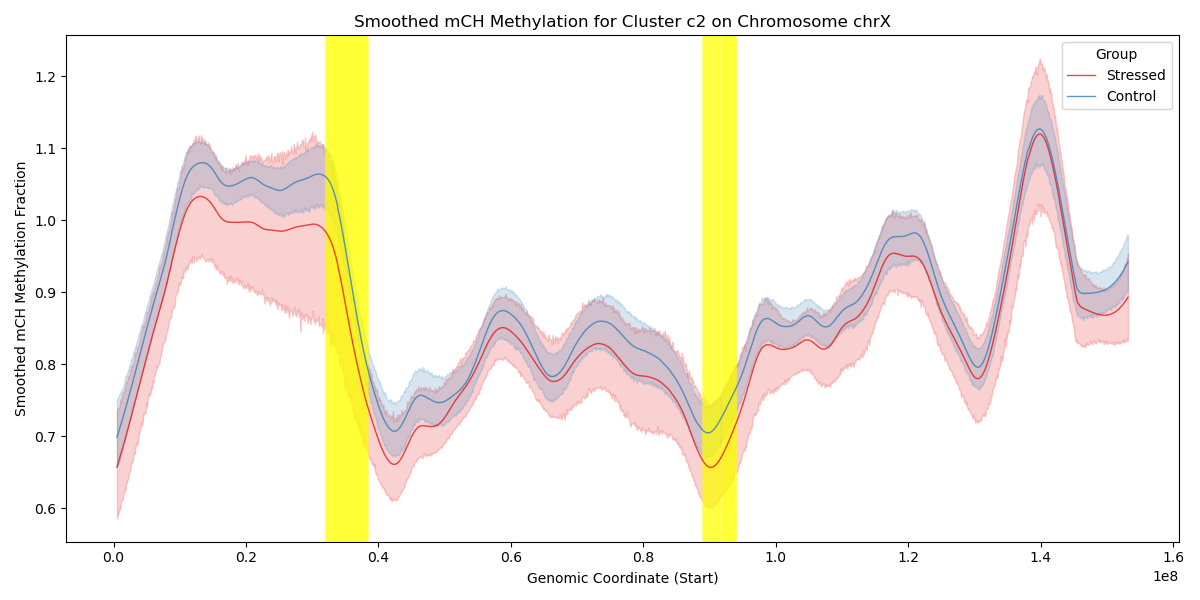 Smoothed mCH Methylation for Cluster c2 on Chromosome chrX
Group
Stressed
Control
Smoothed mCH Methylation Fraction
1.2
1.1
1.0
0.9
0.8
0.7
0.6
0.0 0.2 0.4 0.6 0.8 1.0 1.2 1.4 1.6
1e8
Genomic Coordinate (Start)